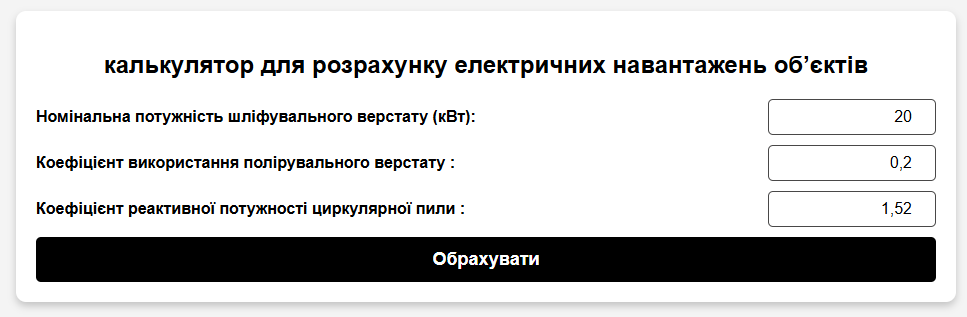 калькулятор для розрахунку електричних навантажень об’єктів
Номінальна потужність шліфувального верстату (кВт): 20
Коефіцієнт використання полірувального верстату : 0,2
Коефіцієнт реактивної потужності циркулярної пили : 1,52
Обрахувати